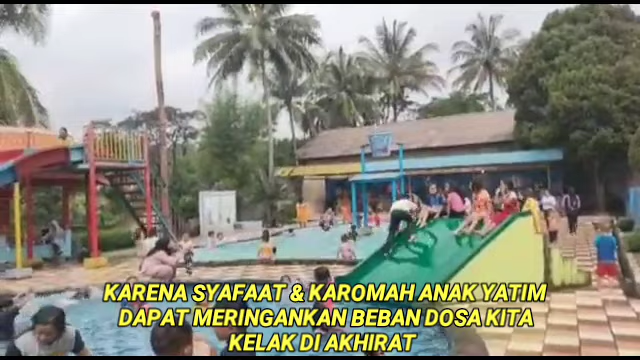 KARENA SYAFAAT & KAROMAH ANAK YATIM
DAPAT MERINGANKAN BEBAN DOSA KITA
KELAK DI AKHIRAT